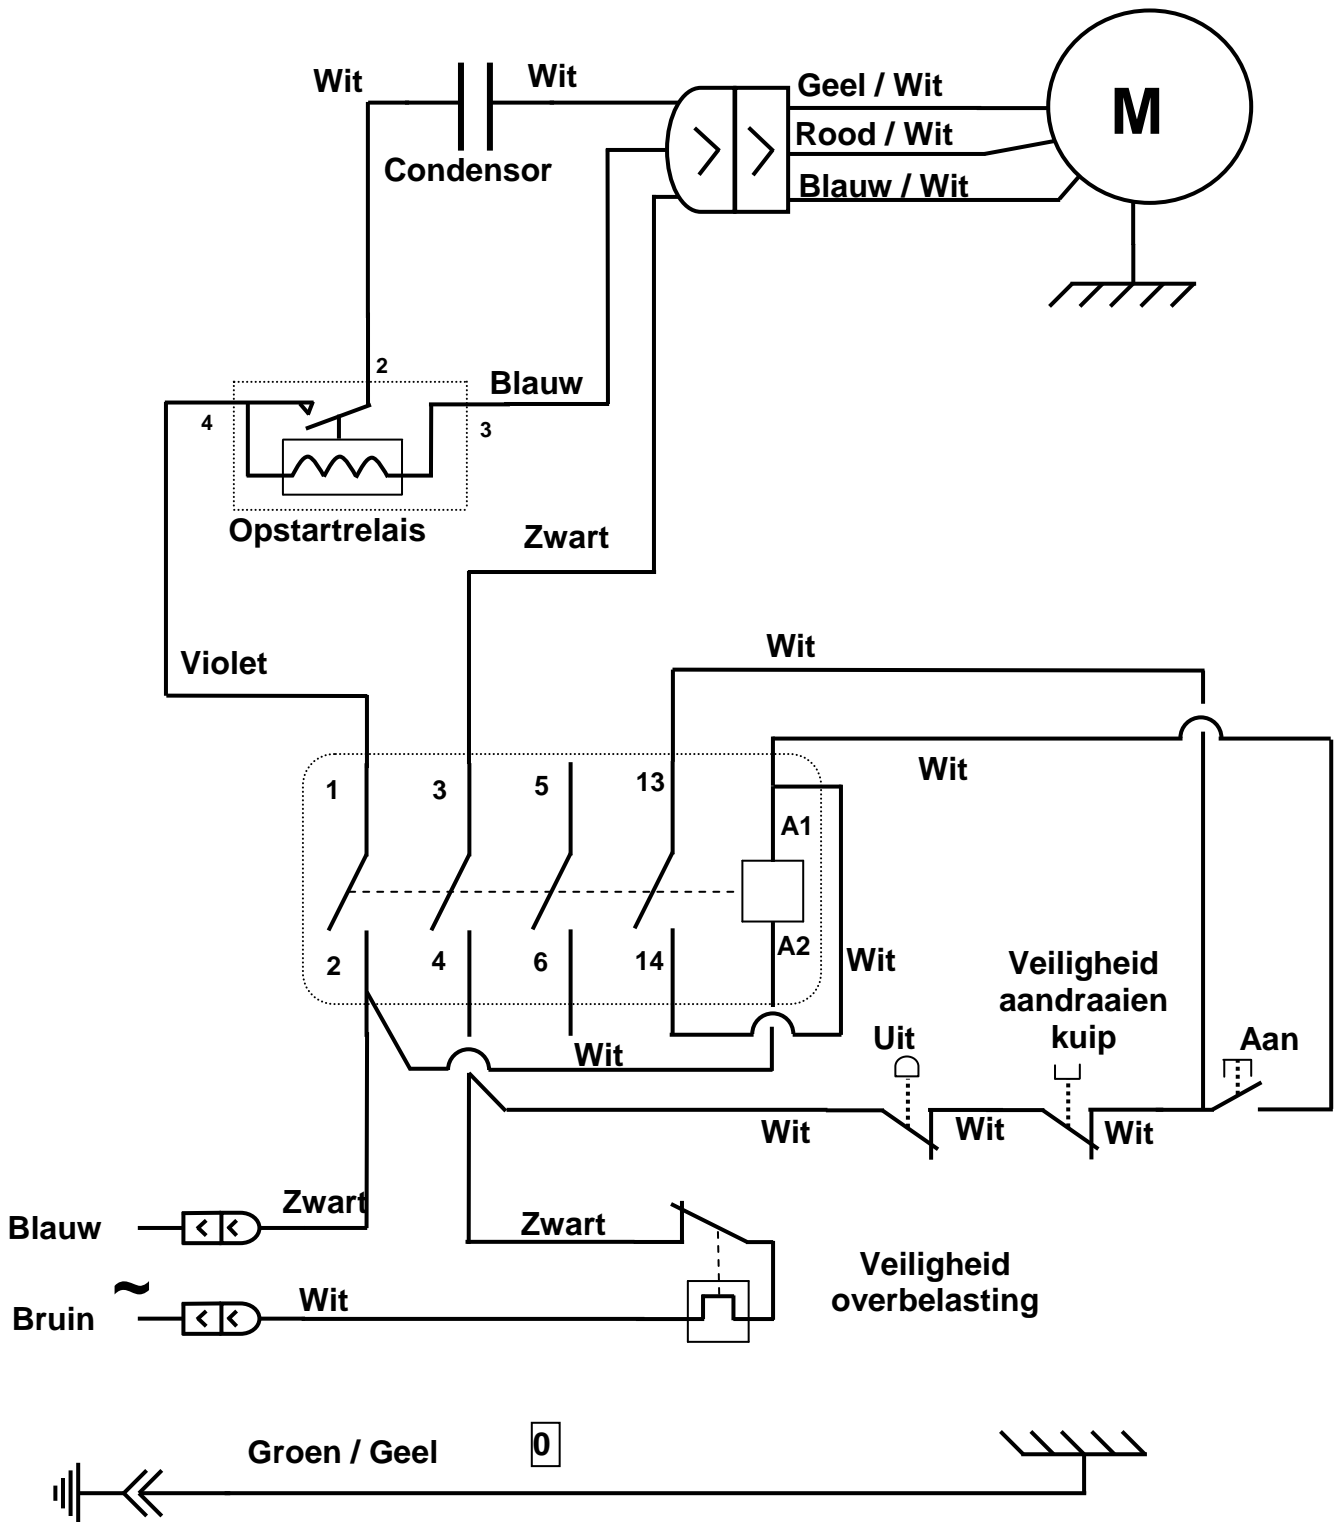 Wit
Wit
Geel / Wit
M
Rood / Wit
Condensor
Blauw / Wit
2
Blauw
4
3
Opstartrelais
Zwart
Wit
Violet
Wit
1
3
5
13
A1
2
4
6
14
A2
Wit
Veiligheid
aandraaien
kuip
Uit
Aan
Wit
Wit
Wit
Wit
Zwart
Blauw
Zwart
~
Veiligheid
overbelasting
Bruin
Wit
Groen / Geel
0